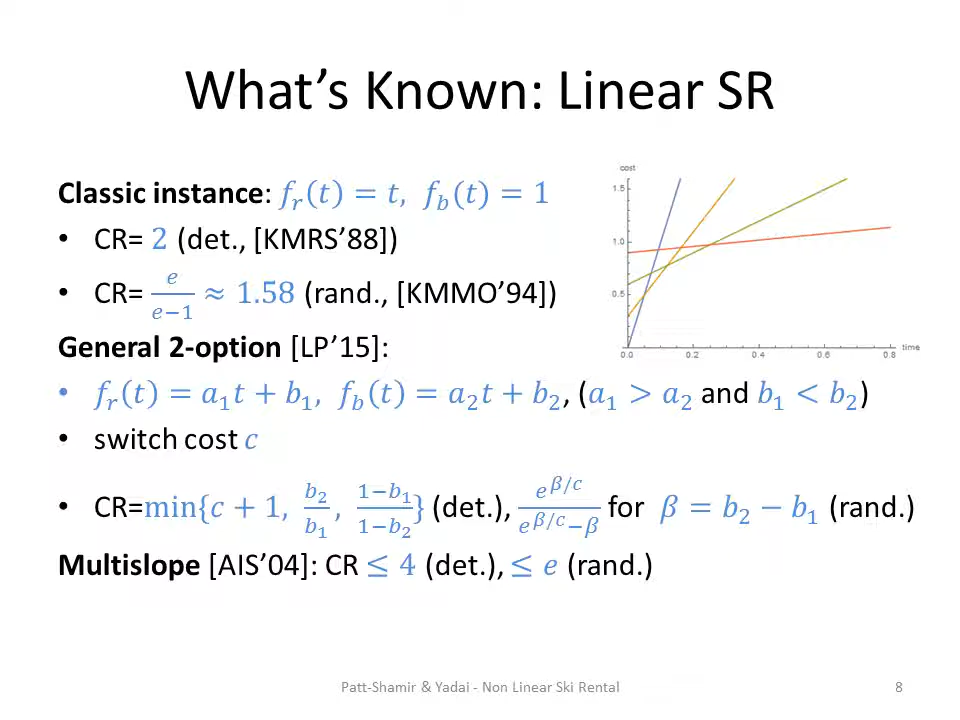 What's Known: Linear SR
Classic instance: f_r(t) = t, f_b(t) = 1
• CR= 2 (det., [KMRS'88])
• CR= e/(e−1) ≈ 1.58 (rand., [KMMO'94])
General 2-option [LP'15]:
• f_r(t) = a_1t + b_1, f_b(t) = a_2t + b_2, (a_1 > a_2 and b_1 < b_2)
• switch cost c
• CR=min{c + 1, b_2/b_1, (1−b_1)/(1−b_2)} (det.), e^{β/c}/(e^{β/c}−β) for β = b_2 − b_1 (rand.)
Multislope [AIS'04]: CR ≤ 4 (det.), ≤ e (rand.)
cost
1.5
1.0
0.5
0.0 0.2 0.4 0.6 0.8 time
Patt-Shamir & Yadai - Non Linear Ski Rental
8